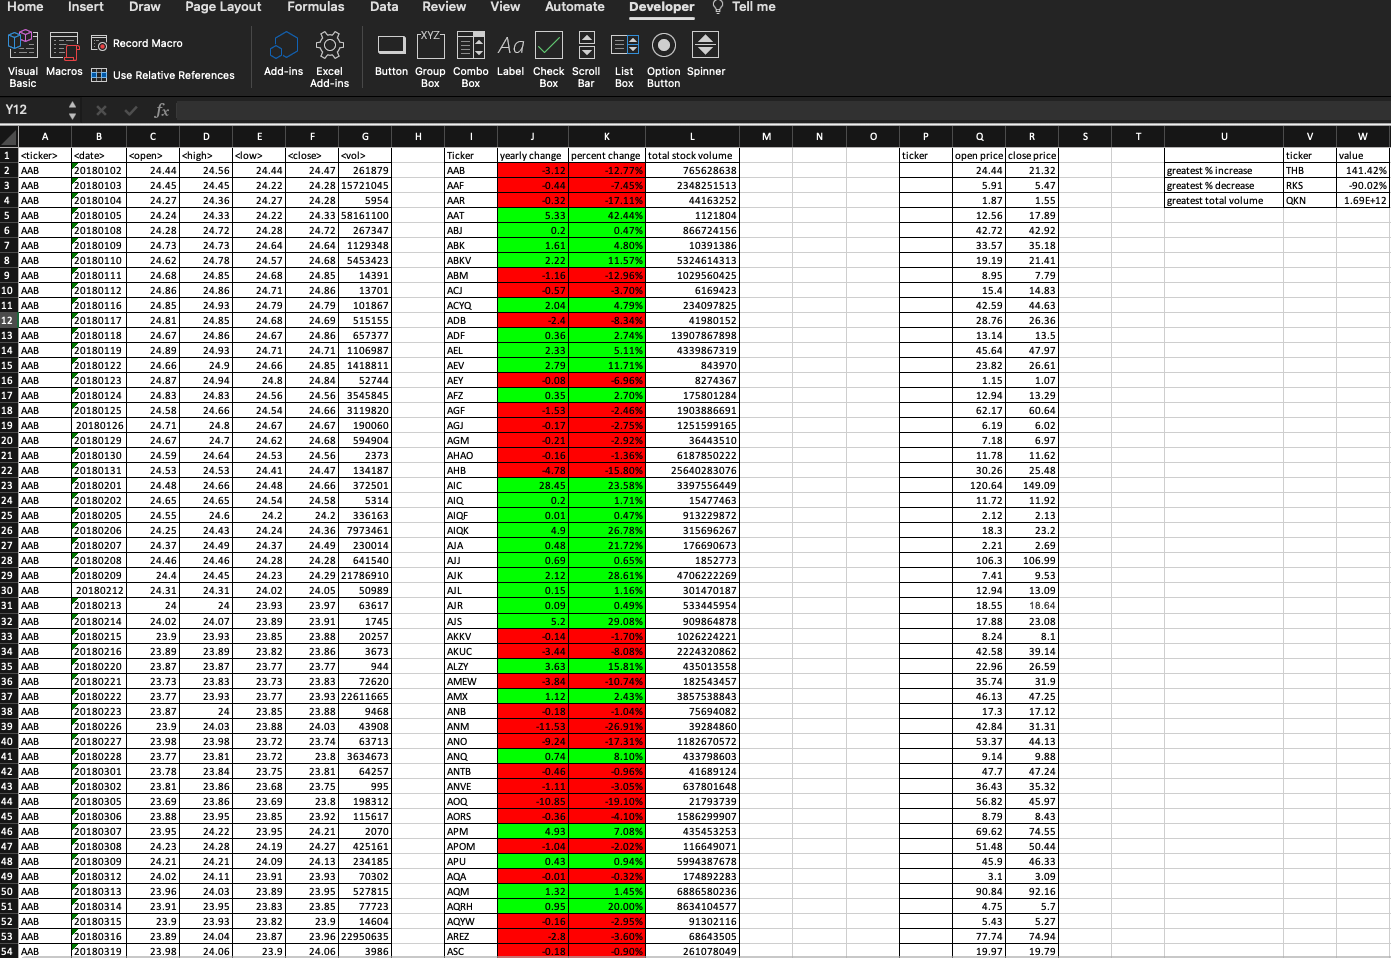 Home Insert Draw Page Layout Formulas Data Review View Automate Developer Tell me
Visual Basic Macros Record Macro Use Relative References Add-ins Excel Add-ins Button Group Box Combo Box Label Check Box Scroll Bar List Box Option Button Spinner
XYZ Aa
Y12 fx
A B C D E F G H I J K L M N O P Q R S T U V W
1 <ticker> <date> <open> <high> <low> <close> <vol> Ticker yearly change percent change total stock volume ticker open price close price ticker value
2 AAB 20180102 24.44 24.56 24.44 24.47 261879 AAB -3.12 -12.77% 765628638 24.44 21.32 greatest % increase THB 141.42%
3 AAB 20180103 24.45 24.45 24.22 24.28 15721045 AAF -0.44 -7.45% 2348251513 5.91 5.47 greatest % decrease RKS -90.02%
4 AAB 20180104 24.27 24.36 24.27 24.28 5954 AAR -0.32 -17.11% 44163252 1.87 1.55 greatest total volume QKN 1.69E+12
5 AAB 20180105 24.24 24.33 24.22 24.33 58161100 AAT 5.33 42.44% 1121804 12.56 17.89
6 AAB 20180108 24.28 24.72 24.28 24.72 267347 ABJ 0.2 0.47% 866724156 42.72 42.92
7 AAB 20180109 24.73 24.73 24.64 24.64 1129348 ABK 1.61 4.80% 10391386 33.57 35.18
8 AAB 20180110 24.62 24.78 24.57 24.68 5453423 ABKV 2.22 11.57% 5324614313 19.19 21.41
9 AAB 20180111 24.68 24.85 24.68 24.85 14391 ABM -1.16 -12.96% 1029560425 8.95 7.79
10 AAB 20180112 24.86 24.86 24.71 24.86 13701 ACJ -0.57 -3.70% 6169423 15.4 14.83
11 AAB 20180116 24.85 24.93 24.79 24.79 101867 ACYQ 2.04 4.79% 234097825 42.59 44.63
12 AAB 20180117 24.81 24.85 24.68 24.69 515155 ADB -2.4 -8.34% 41980152 28.76 26.36
13 AAB 20180118 24.67 24.86 24.67 24.86 657377 ADF 0.36 2.74% 13907867898 13.14 13.5
14 AAB 20180119 24.89 24.93 24.71 24.71 1106987 AEL 2.33 5.11% 4339867319 45.64 47.97
15 AAB 20180122 24.66 24.9 24.66 24.85 1418811 AEV 2.79 11.71% 843970 23.82 26.61
16 AAB 20180123 24.87 24.94 24.8 24.84 52744 AEY -0.08 -6.96% 8274367 1.15 1.07
17 AAB 20180124 24.83 24.83 24.56 24.56 3545845 AFZ 0.35 2.70% 175801284 12.94 13.29
18 AAB 20180125 24.58 24.66 24.54 24.66 3119820 AGF -1.53 -2.46% 1903886691 62.17 60.64
19 AAB 20180126 24.71 24.8 24.67 24.67 190060 AGJ -0.17 -2.75% 1251599165 6.19 6.02
20 AAB 20180129 24.67 24.7 24.62 24.68 594904 AGM -0.21 -2.92% 36443510 7.18 6.97
21 AAB 20180130 24.59 24.64 24.53 24.56 2373 AHAO -0.16 -1.36% 6187850222 11.78 11.62
22 AAB 20180131 24.53 24.53 24.41 24.47 134187 AHB -4.78 -15.80% 25640283076 30.26 25.48
23 AAB 20180201 24.48 24.66 24.48 24.66 372501 AIC 28.45 23.58% 3397556449 120.64 149.09
24 AAB 20180202 24.65 24.65 24.54 24.58 5314 AIQ 0.2 1.71% 15477463 11.72 11.92
25 AAB 20180205 24.55 24.6 24.2 24.2 336163 AIQF 0.01 0.47% 913229872 2.12 2.13
26 AAB 20180206 24.25 24.43 24.24 24.36 7973461 AIQK 4.9 26.78% 315696267 18.3 23.2
27 AAB 20180207 24.37 24.49 24.37 24.49 230014 AJA 0.48 21.72% 176690673 2.21 2.69
28 AAB 20180208 24.46 24.46 24.28 24.28 641540 AJJ 0.69 0.65% 1852773 106.3 106.99
29 AAB 20180209 24.4 24.45 24.23 24.29 21786910 AJK 2.12 28.61% 4706222269 7.41 9.53
30 AAB 20180212 24.31 24.31 24.02 24.05 50989 AJL 0.15 1.16% 301470187 12.94 13.09
31 AAB 20180213 24 24 23.93 23.97 63617 AJR 0.09 0.49% 533445954 18.55 18.64
32 AAB 20180214 24.02 24.07 23.89 23.91 1745 AJS 5.2 29.08% 909864878 17.88 23.08
33 AAB 20180215 23.9 23.93 23.85 23.88 20257 AKKV -0.14 -1.70% 1026224221 8.24 8.1
34 AAB 20180216 23.89 23.89 23.82 23.86 3673 AKUC -3.44 -8.08% 2224320862 42.58 39.14
35 AAB 20180220 23.87 23.87 23.77 23.77 944 ALZY 3.63 15.81% 435013558 22.96 26.59
36 AAB 20180221 23.73 23.83 23.73 23.83 72620 AMEW -3.84 -10.74% 182543457 35.74 31.9
37 AAB 20180222 23.77 23.93 23.77 23.93 22611665 AMX 1.12 2.43% 3857538843 46.13 47.25
38 AAB 20180223 23.87 24 23.85 23.88 9468 ANB -0.18 -1.04% 75694082 17.3 17.12
39 AAB 20180226 23.9 24.03 23.88 24.03 43908 ANM -11.53 -26.91% 39284860 42.84 31.31
40 AAB 20180227 23.98 23.98 23.72 23.74 63713 ANO -9.24 -17.31% 1182670572 53.37 44.13
41 AAB 20180228 23.77 23.81 23.72 23.8 3634673 ANQ 0.74 8.10% 433798603 9.14 9.88
42 AAB 20180301 23.78 23.84 23.75 23.81 64257 ANTB -0.46 -0.96% 41689124 47.7 47.24
43 AAB 20180302 23.81 23.86 23.68 23.75 995 ANVE -1.11 -3.05% 637801648 36.43 35.32
44 AAB 20180305 23.69 23.86 23.69 23.8 198312 AOQ -10.85 -19.10% 21793739 56.82 45.97
45 AAB 20180306 23.88 23.95 23.85 23.92 115617 AORS -0.36 -4.10% 1586299907 8.79 8.43
46 AAB 20180307 23.95 24.22 23.95 24.21 2070 APM 4.93 7.08% 435453253 69.62 74.55
47 AAB 20180308 24.23 24.28 24.19 24.27 425161 APOM -1.04 -2.02% 116649071 51.48 50.44
48 AAB 20180309 24.21 24.21 24.09 24.13 234185 APU 0.43 0.94% 5994387678 45.9 46.33
49 AAB 20180312 24.02 24.11 23.91 23.93 70302 AQA -0.01 -0.32% 174892283 3.1 3.09
50 AAB 20180313 23.96 24.03 23.89 23.95 527815 AQM 1.32 1.45% 6886580236 90.84 92.16
51 AAB 20180314 23.91 23.95 23.83 23.85 77723 AQRH 0.95 20.00% 8634104577 4.75 5.7
52 AAB 20180315 23.9 23.93 23.82 23.9 14604 AQYW -0.16 -2.95% 91302116 5.43 5.27
53 AAB 20180316 23.89 24.04 23.87 23.96 22950635 AREZ -2.8 -3.60% 68643505 77.74 74.94
54 AAB 20180319 23.98 24.06 23.9 24.06 3986 ASC -0.18 -0.90% 261078049 19.97 19.79